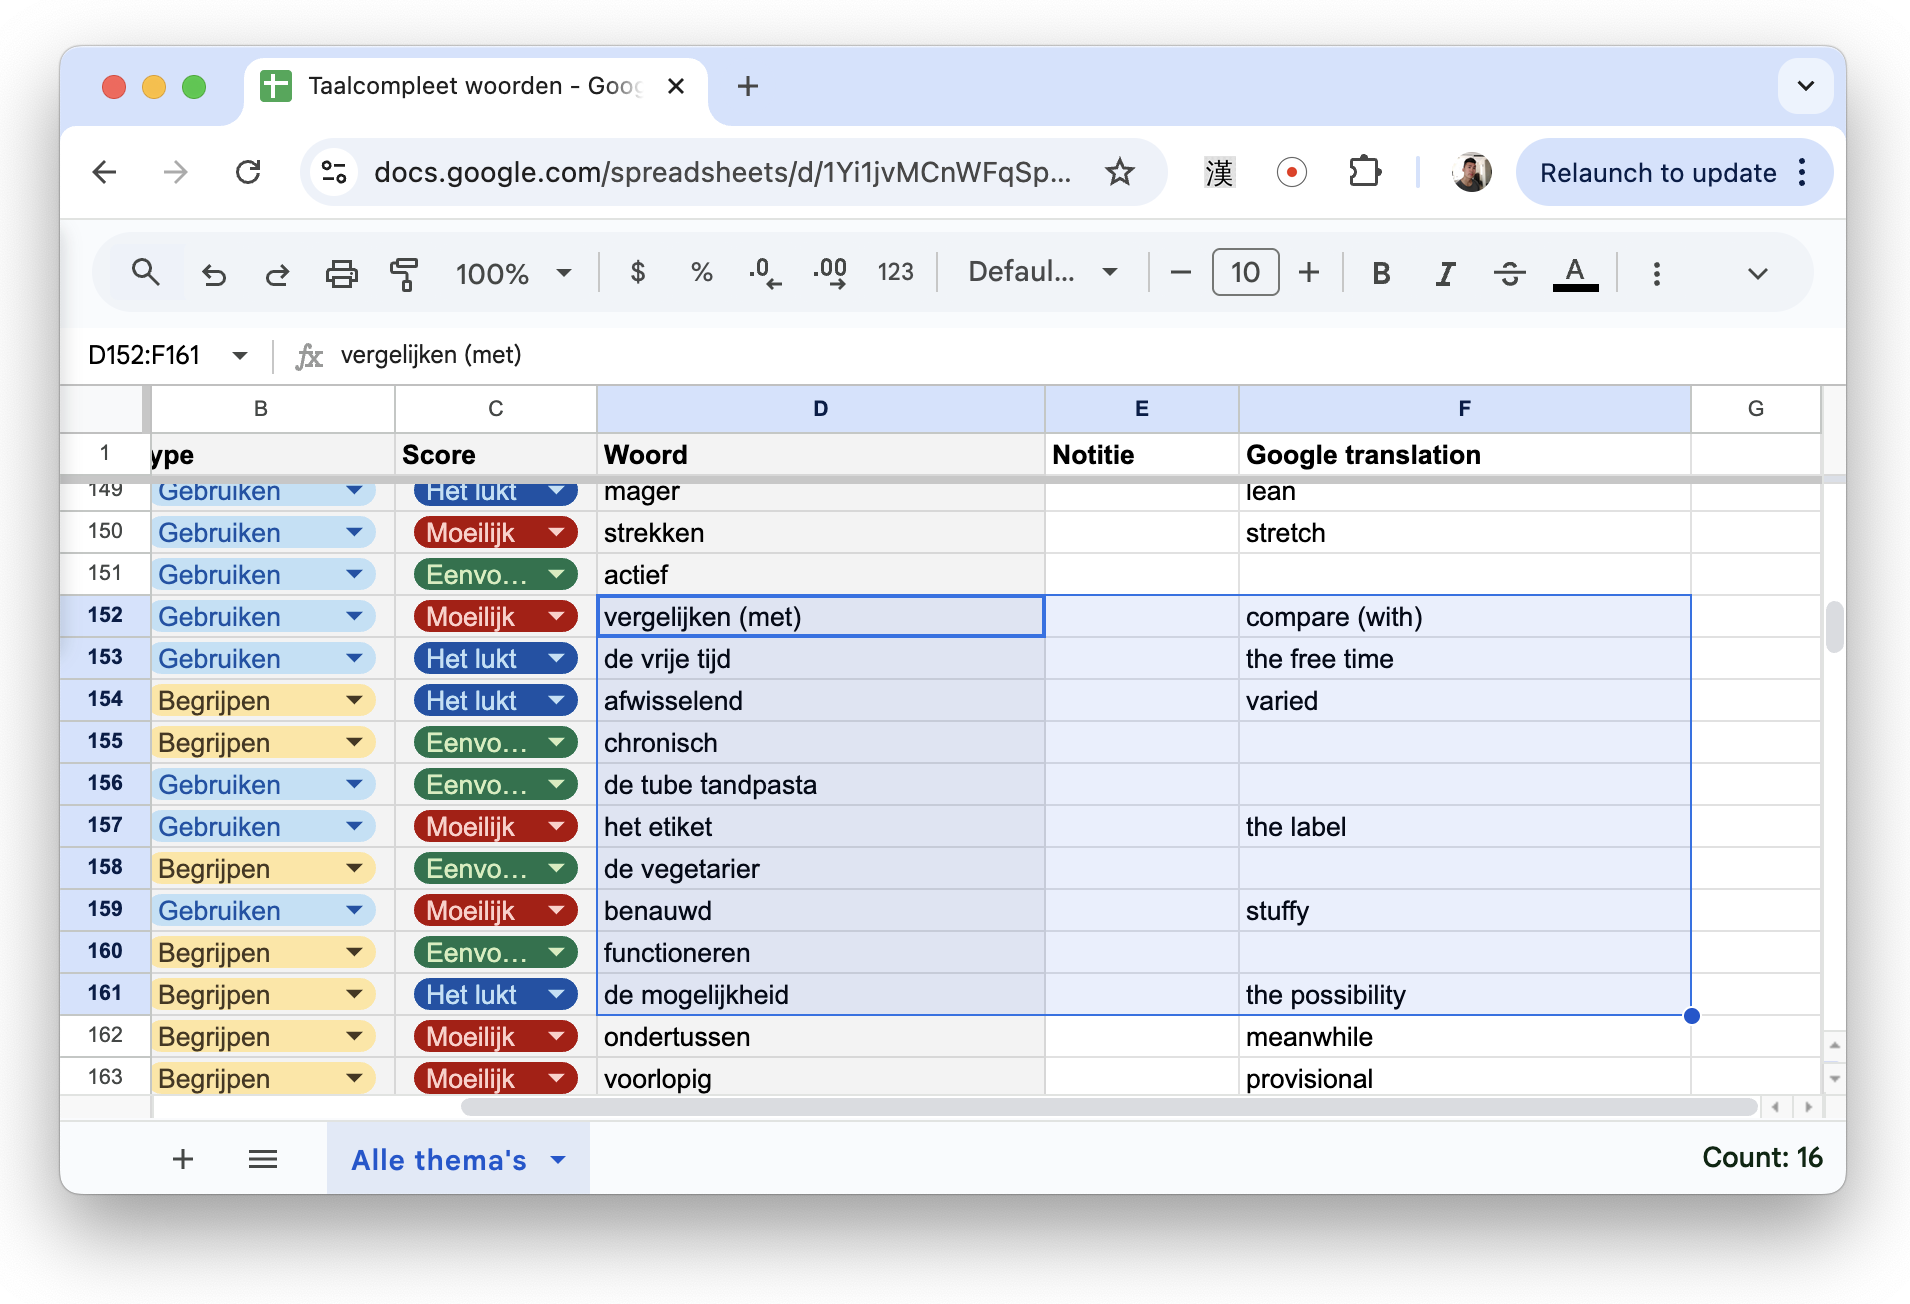 Taalcompleet woorden - Goog
docs.google.com/spreadsheets/d/1Yi1jvMCnWFqSp... 漢 Relaunch to update
100% $ % .0 .00 123 Defaul... 10 B I S A
D152:F161 fx vergelijken (met)
B C D E F G
1 ype Score Woord Notitie Google translation
149 Gebruiken Het lukt mager lean
150 Gebruiken Moeilijk strekken stretch
151 Gebruiken Eenvo... actief
152 Gebruiken Moeilijk vergelijken (met) compare (with)
153 Gebruiken Het lukt de vrije tijd the free time
154 Begrijpen Het lukt afwisselend varied
155 Begrijpen Eenvo... chronisch
156 Gebruiken Eenvo... de tube tandpasta
157 Gebruiken Moeilijk het etiket the label
158 Begrijpen Eenvo... de vegetarier
159 Gebruiken Moeilijk benauwd stuffy
160 Begrijpen Eenvo... functioneren
161 Begrijpen Het lukt de mogelijkheid the possibility
162 Begrijpen Moeilijk ondertussen meanwhile
163 Begrijpen Moeilijk voorlopig provisional
Alle thema's Count: 16